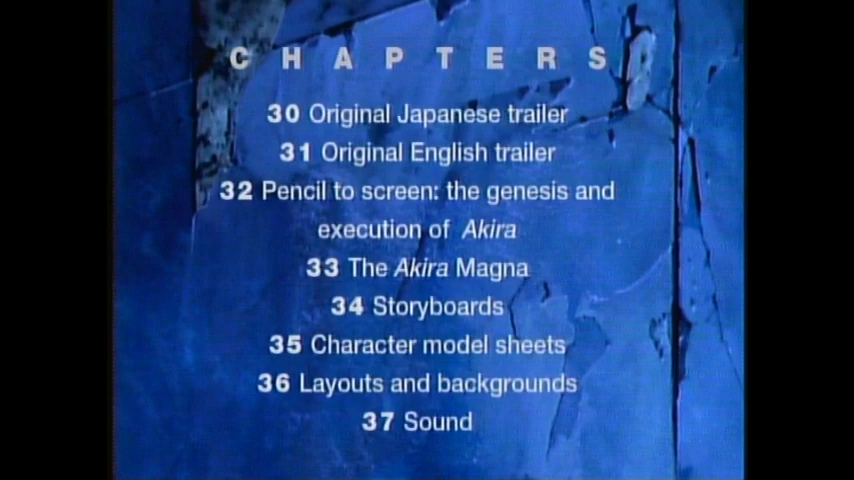 CHAPTERS
30 Original Japanese trailer
31 Original English trailer
32 Pencil to screen: the genesis and
execution of Akira
33 The Akira Magna
34 Storyboards
35 Character model sheets
36 Layouts and backgrounds
37 Sound